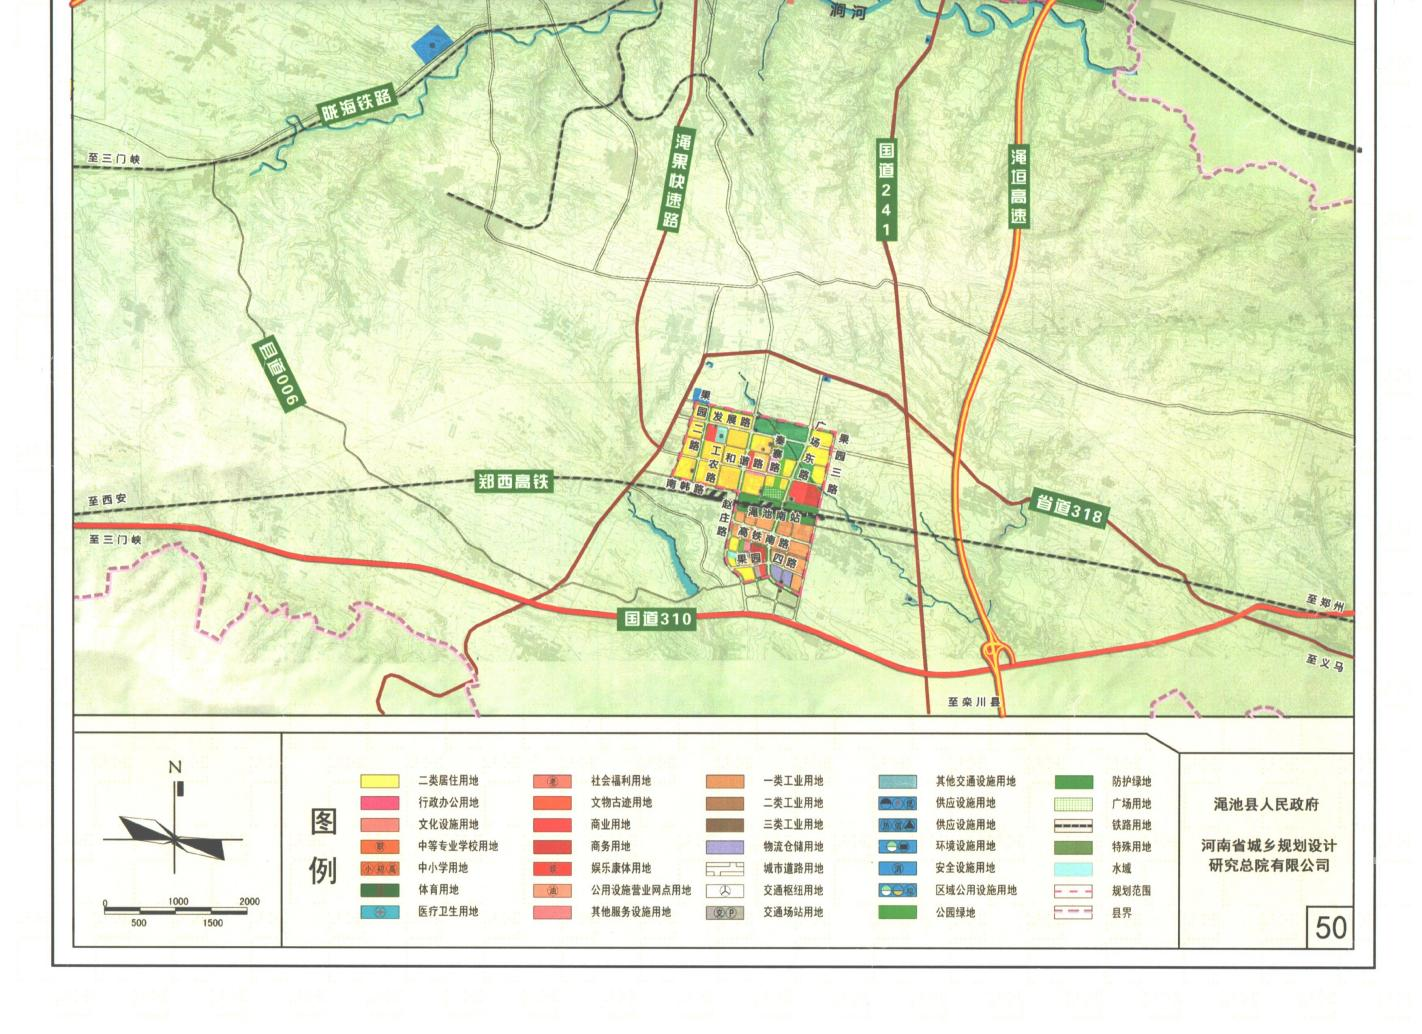 涧河
陇海铁路
至三门峡
渑果快速路
国道241
渑垣高速
县道006
果园二路
发展路
广场东路
果园三路
秦赛路
工农路
和谐路
南韩路
赵庄路
渑池南站
高铁南路
果园四路
郑西高铁
至西安
至三门峡
省道318
国道310
至郑州
至义马
至栾川县
N
0 1000 2000
500 1500
图例
二类居住用地
行政办公用地
文化设施用地
中等专业学校用地
中小学用地
体育用地
医疗卫生用地
社会福利用地
文物古迹用地
商业用地
商务用地
娱乐康体用地
公用设施营业网点用地
其他服务设施用地
一类工业用地
二类工业用地
三类工业用地
物流仓储用地
城市道路用地
交通枢纽用地
交通场站用地
其他交通设施用地
供应设施用地
供应设施用地
环境设施用地
安全设施用地
区域公用设施用地
公园绿地
防护绿地
广场用地
铁路用地
特殊用地
水域
规划范围
县界
渑池县人民政府
河南省城乡规划设计
研究总院有限公司
50